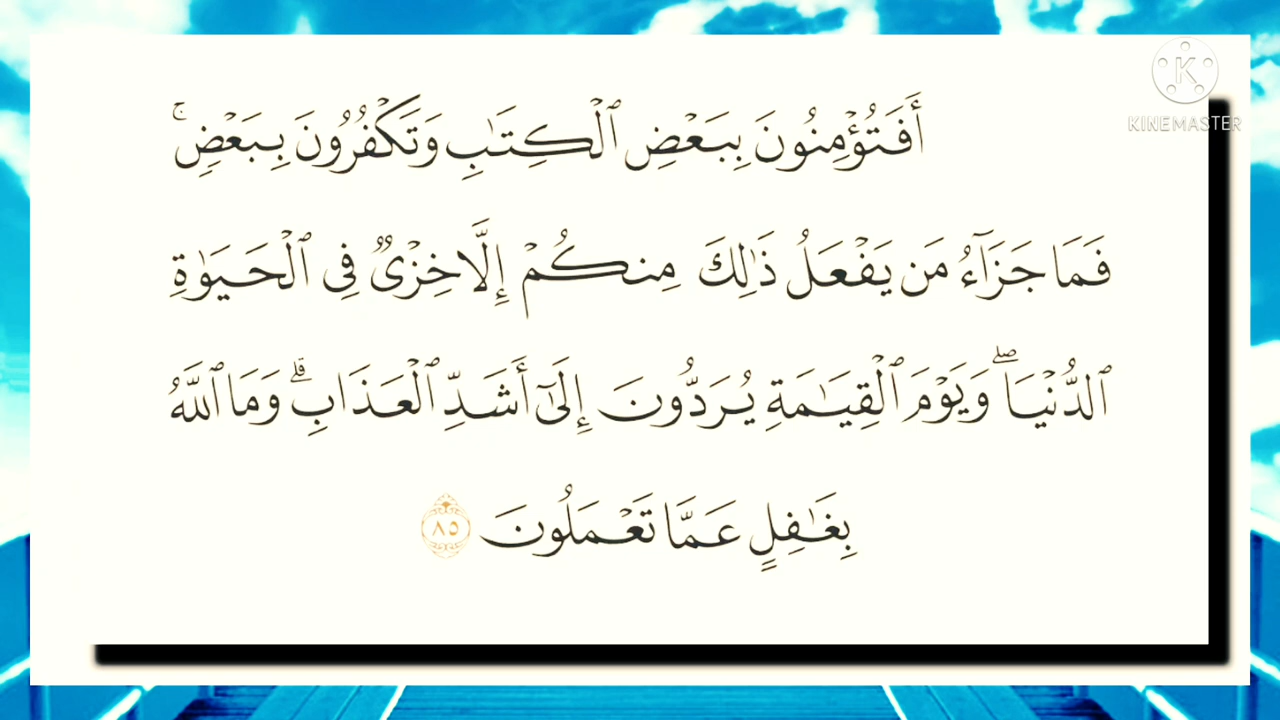 أَفَتُؤْمِنُونَ بِبَعْضِ ٱلْكِتَٰبِ وَتَكْفُرُونَ بِبَعْضٍۢ ۚ
فَمَا جَزَآءُ مَن يَفْعَلُ ذَٰلِكَ مِنكُمْ إِلَّا خِزْىٌۭ فِى ٱلْحَيَوٰةِ
ٱلدُّنْيَا ۖ وَيَوْمَ ٱلْقِيَٰمَةِ يُرَدُّونَ إِلَىٰٓ أَشَدِّ ٱلْعَذَابِ ۗ وَمَا ٱللَّهُ
بِغَٰفِلٍ عَمَّا تَعْمَلُونَ ٨٥
KINEMASTER